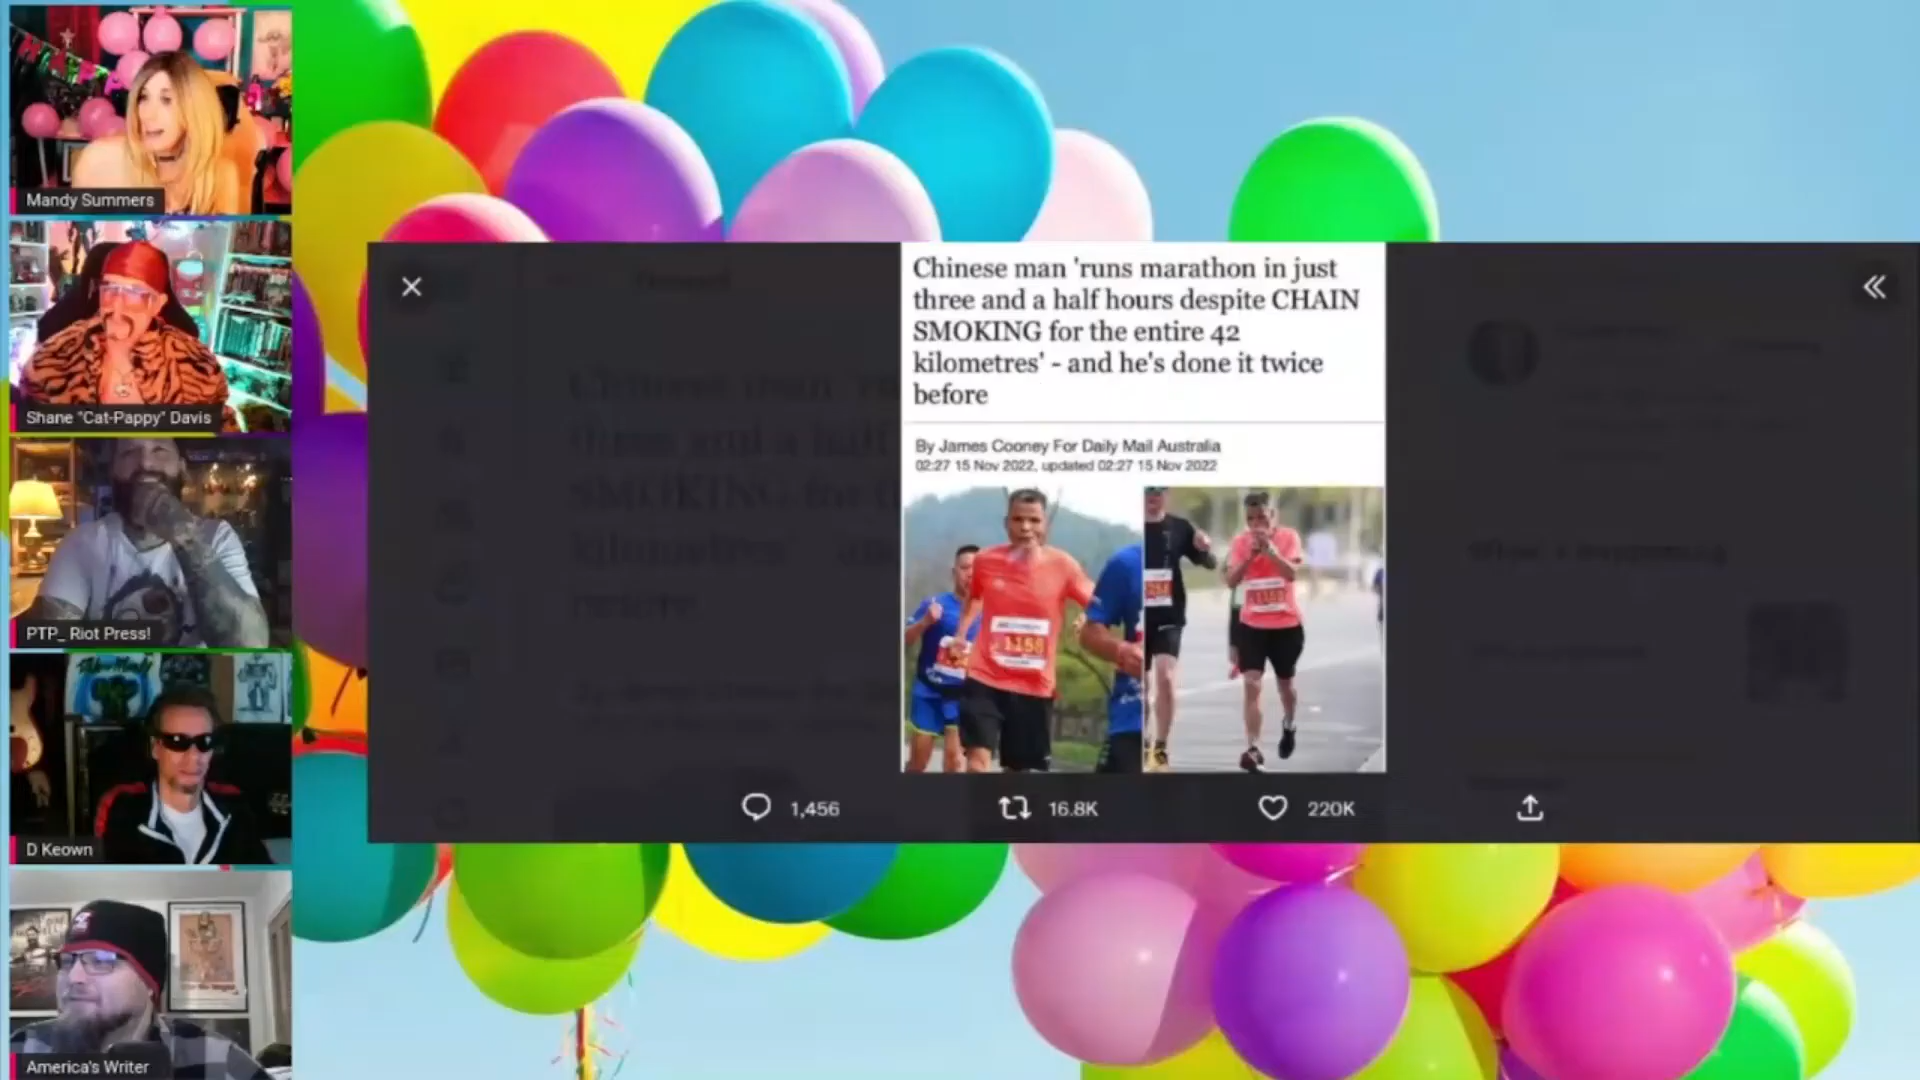 Mandy Summers
Shane "Cat-Pappy" Davis
PTP_ Riot Press!
D Keown
America's Writer
Chinese man 'runs marathon in just
three and a half hours despite CHAIN
SMOKING for the entire 42
kilometres' - and he's done it twice
before
By James Cooney For Daily Mail Australia
02:27 15 Nov 2022, updated 02:27 15 Nov 2022
1158
1158
1,456
16.8K
220K